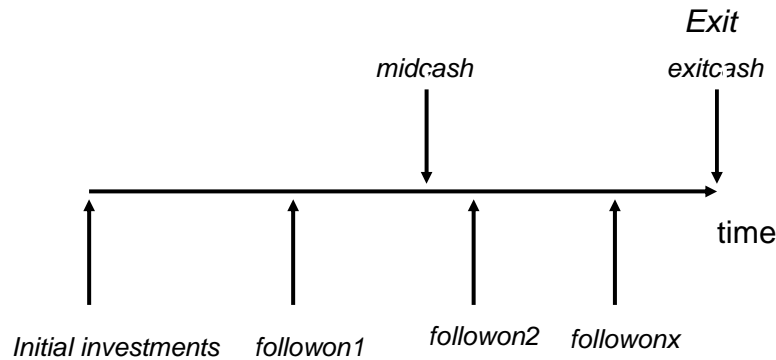 Exit
midcash exitcash
time
Initial investments followon1 followon2 followonx